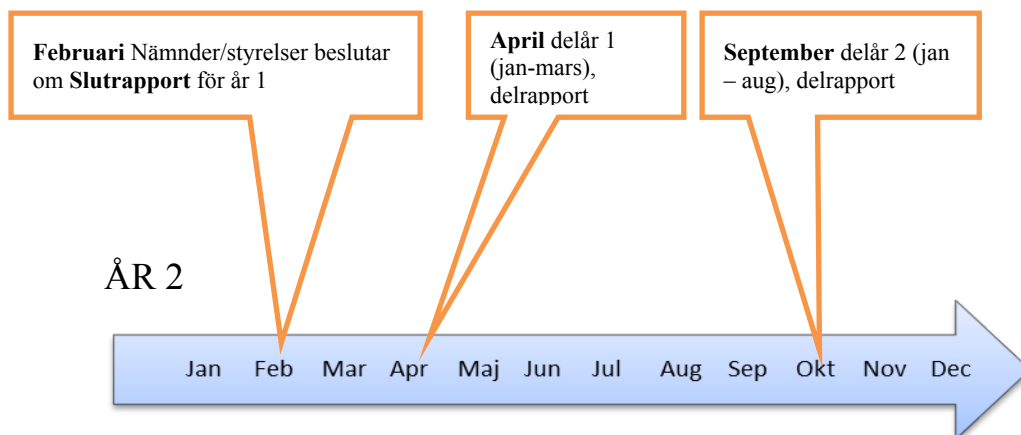 Februari Nämnder/styrelser beslutar
om Slutrapport för år 1
April delår 1
(jan-mars),
delrapport
September delår 2 (jan
– aug), delrapport
ÅR 2
Jan Feb Mar Apr Maj Jun Jul Aug Sep Okt Nov Dec